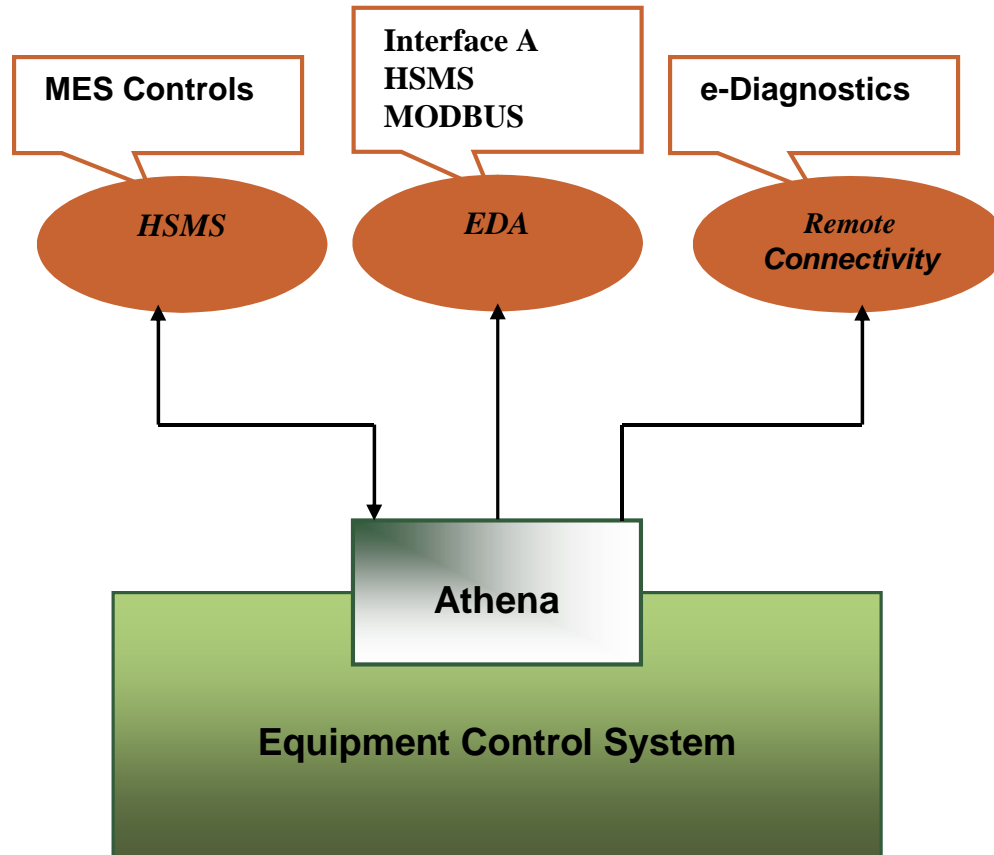 MES Controls
Interface A
HSMS
MODBUS
e-Diagnostics
HSMS
EDA
Remote
Connectivity
Athena
Equipment Control System